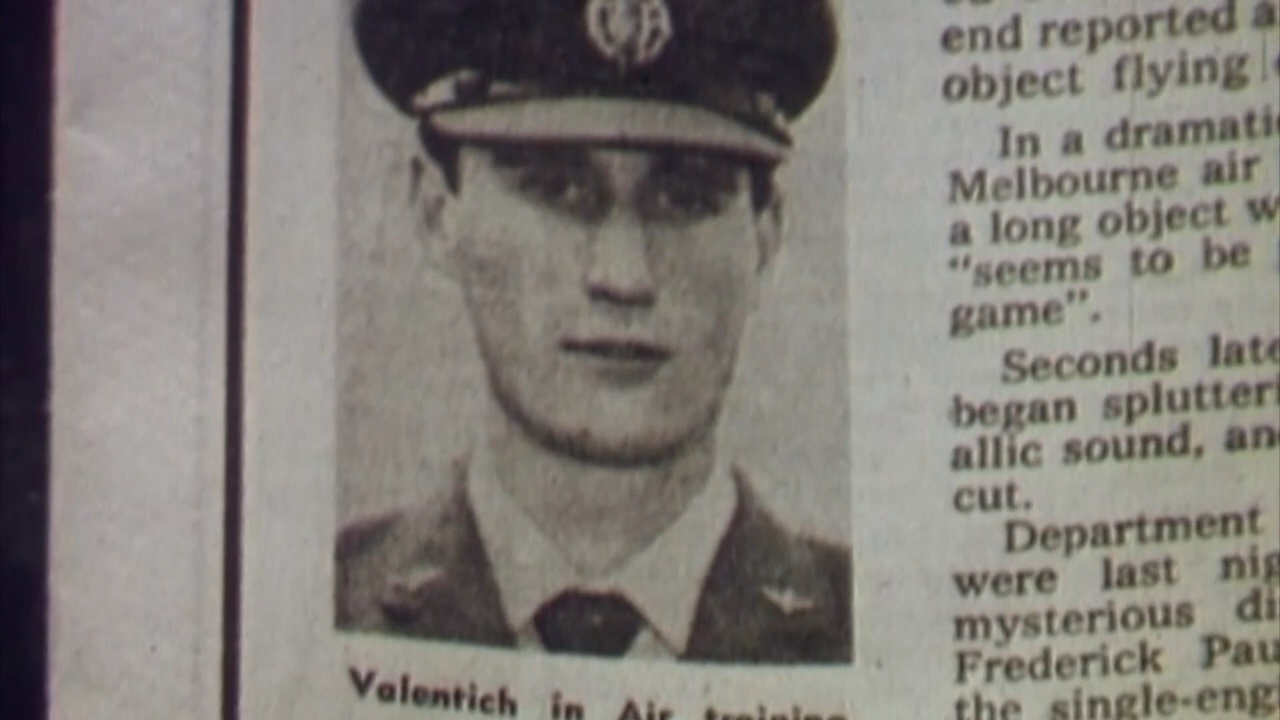 end reported a
object flying
In a dramati
Melbourne air
a long object w
"seems to be
game".
Seconds late
began splutteri
allic sound, an
cut.
Department
were last nig
mysterious di
Frederick Pau
the single-eng
Valentich in Air training